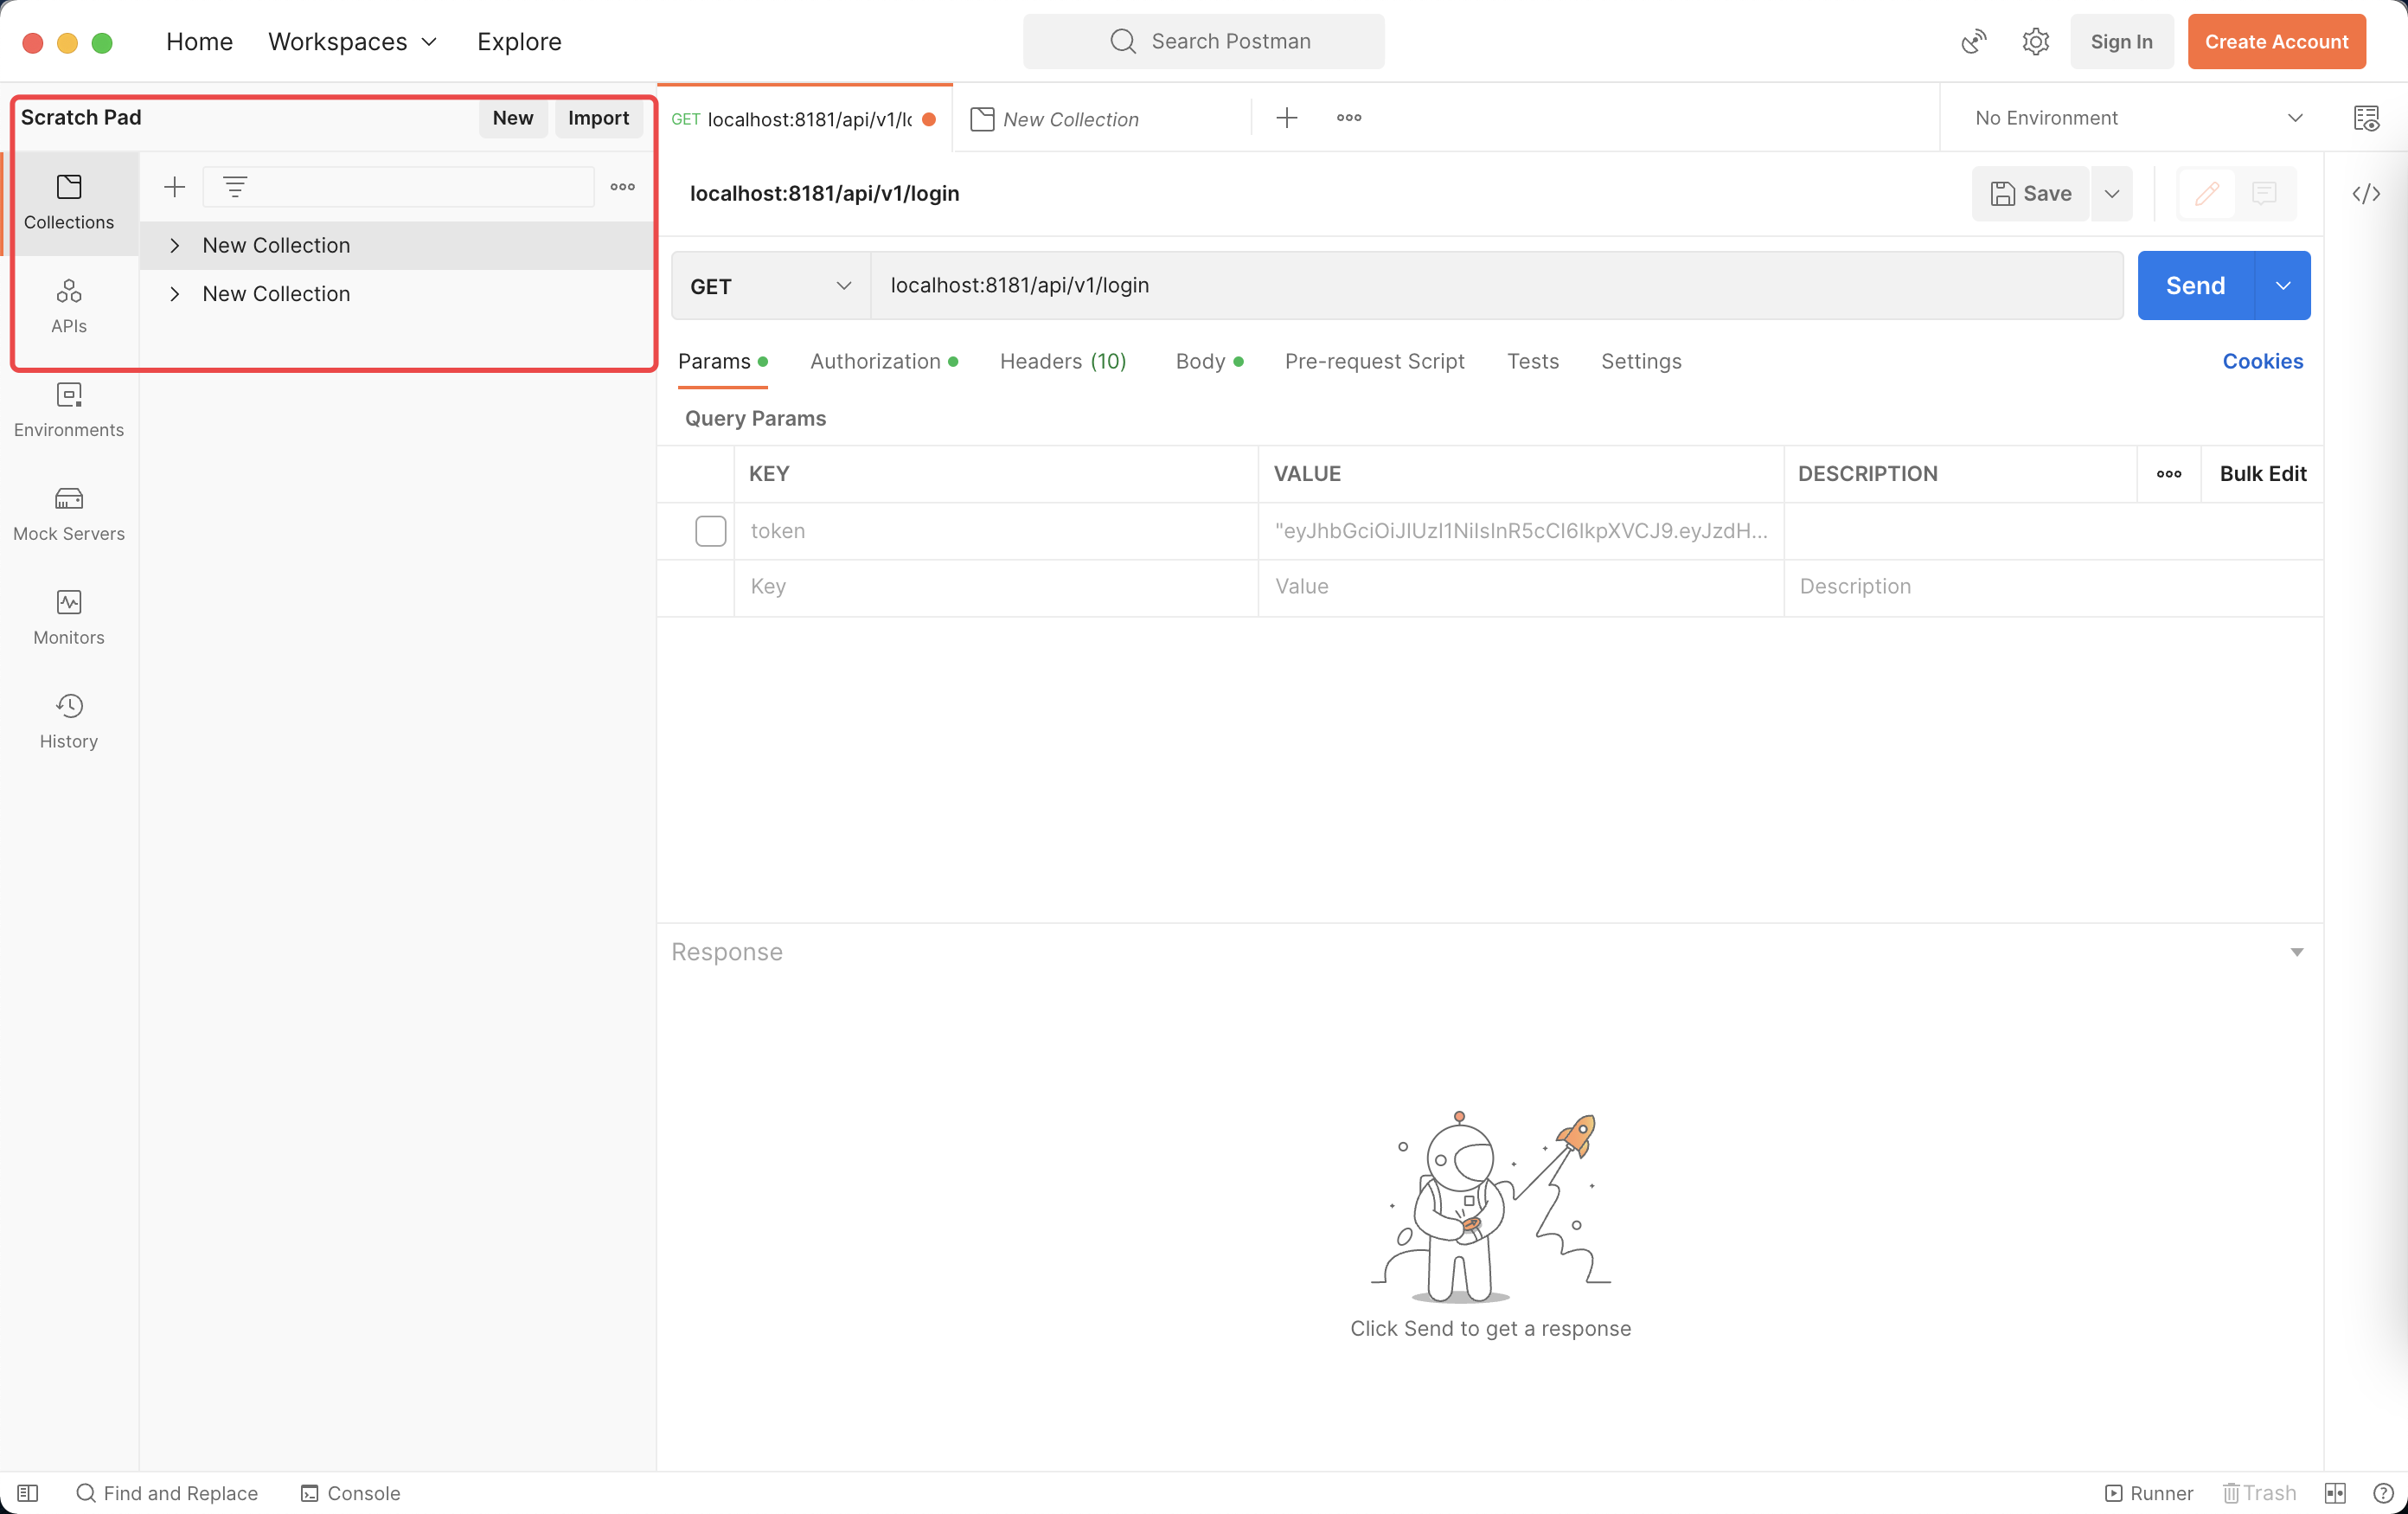 Home Workspaces Explore Search Postman Sign In Create Account
Scratch Pad New Import
GET localhost:8181/api/v1/lo New Collection No Environment
Collections
APIs
Environments
Mock Servers
Monitors
History
New Collection
New Collection
localhost:8181/api/v1/login Save
GET localhost:8181/api/v1/login Send
Params Authorization Headers (10) Body Pre-request Script Tests Settings Cookies
Query Params
KEY VALUE DESCRIPTION Bulk Edit
token "eyJhbGciOiJIUzI1NiIsInR5cCI6IkpXVCJ9.eyJzdH...
Key Value Description
Response
Click Send to get a response
Find and Replace Console Runner Trash